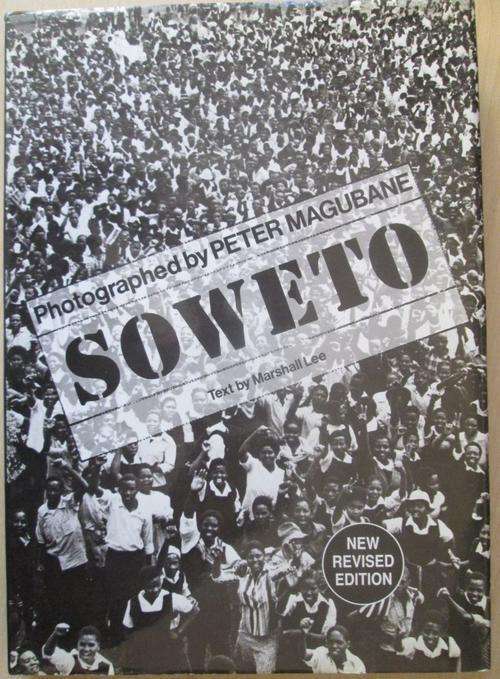 Photographed by PETER MAGUBANE
SOWETO
Text by Marshall Lee
NEW
REVISED
EDITION